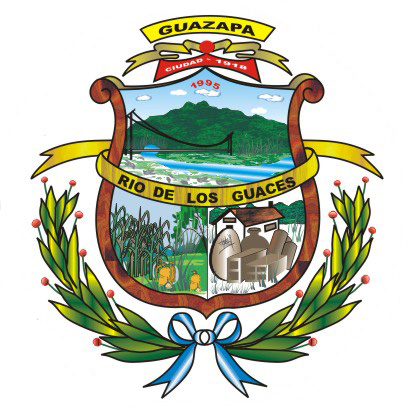 GUAZAPA
CIUDAD - 1918
1995
RIO DE LOS GUACES